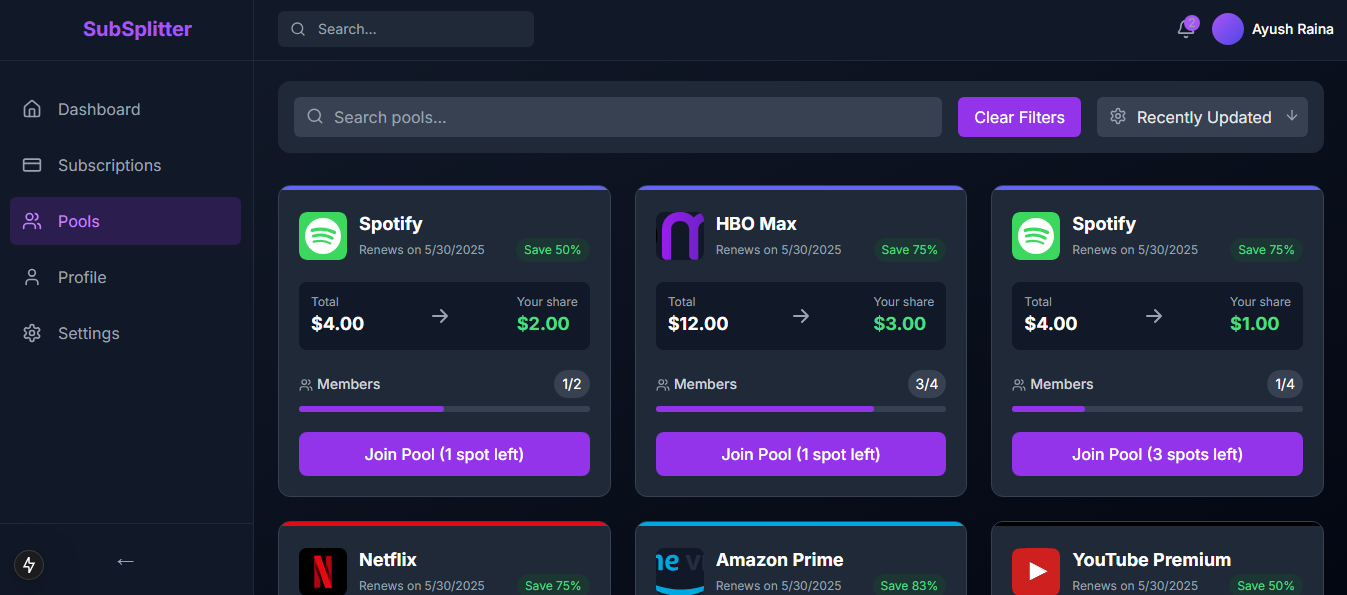 SubSplitter
Search...
2
Ayush Raina
Dashboard
Subscriptions
Pools
Profile
Settings
Search pools...
Clear Filters
Recently Updated
Spotify
Renews on 5/30/2025
Save 50%
Total
Your share
$4.00
$2.00
Members
1/2
Join Pool (1 spot left)
HBO Max
Renews on 5/30/2025
Save 75%
Total
Your share
$12.00
$3.00
Members
3/4
Join Pool (1 spot left)
Spotify
Renews on 5/30/2025
Save 75%
Total
Your share
$4.00
$1.00
Members
1/4
Join Pool (3 spots left)
Netflix
Renews on 5/30/2025
Save 75%
Amazon Prime
Renews on 5/30/2025
Save 83%
YouTube Premium
Renews on 5/30/2025
Save 50%